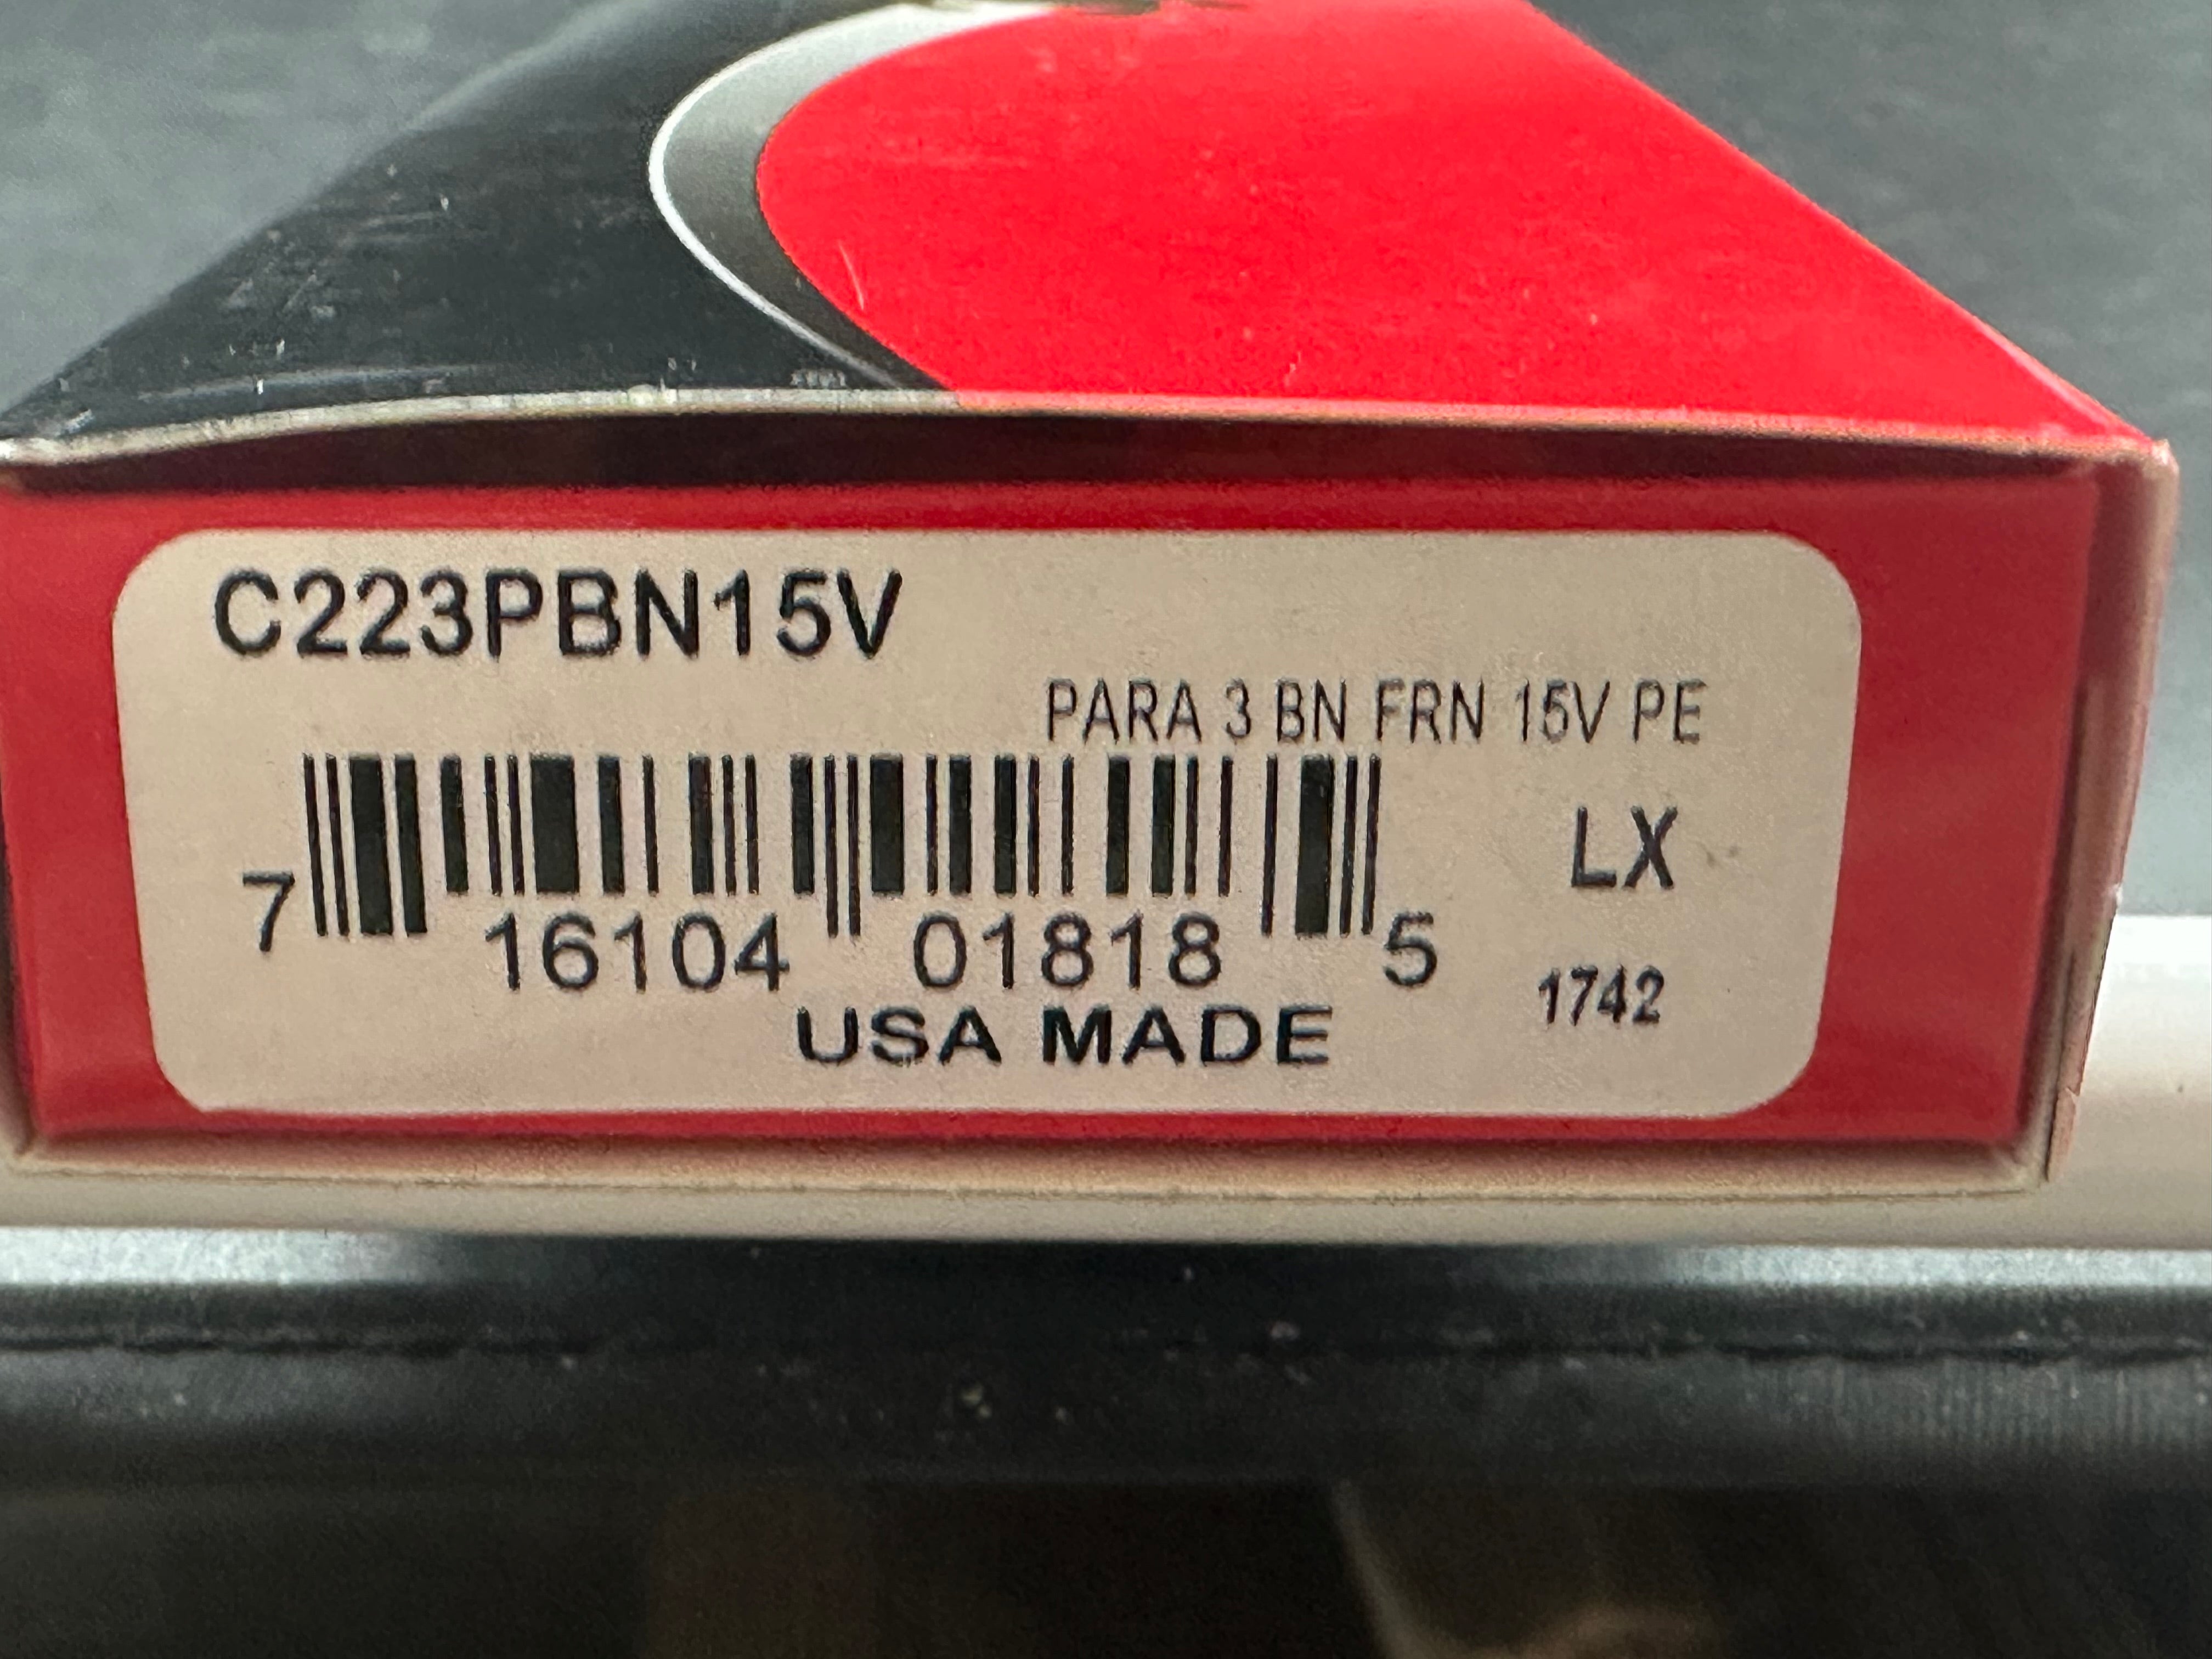 C223PBN15V
PARA 3 BN FRN 15V PE
LX
7 16104 01818 5
1742
USA MADE